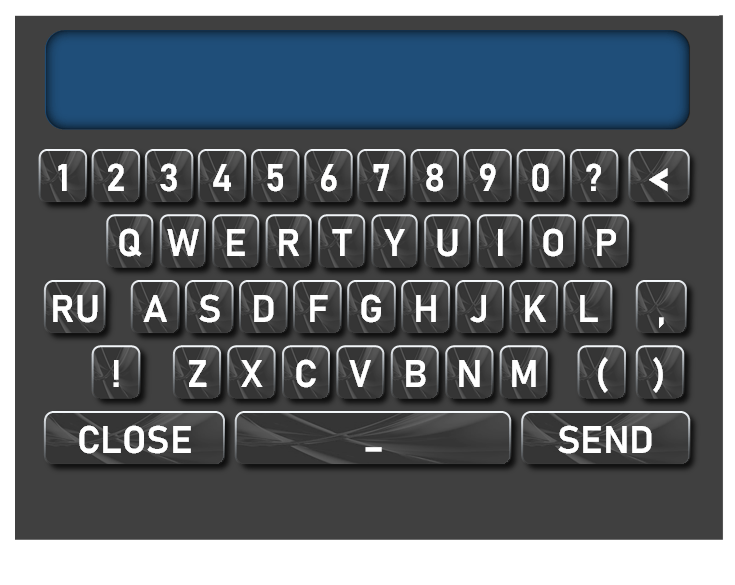 1 2 3 4 5 6 7 8 9 0 ? <
Q W E R T Y U I O P
RU A S D F G H J K L ,
! Z X C V B N M ( )
CLOSE _ SEND